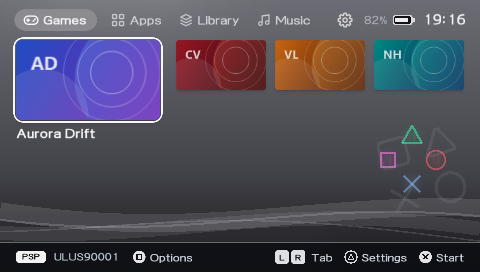 Games Apps Library Music 82% 19:16
AD CV VL NH
Aurora Drift
PSP ULUS90001 Options L R Tab Settings Start